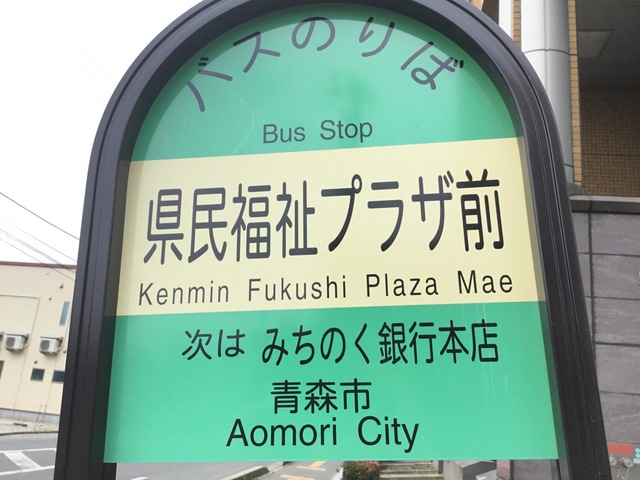 バスのりば
Bus Stop
県民福祉プラザ前
Kenmin Fukushi Plaza Mae
次は みちのく銀行本店
青森市
Aomori City